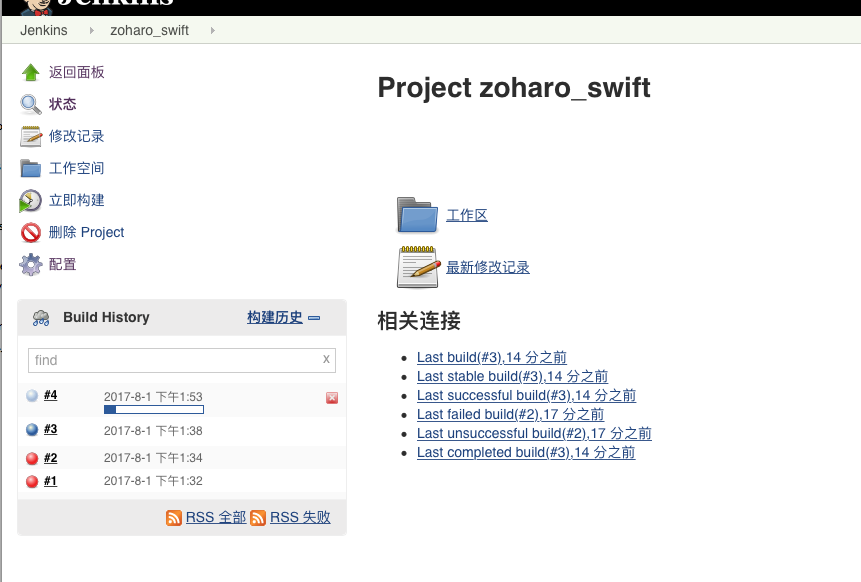 Jenkins
Jenkins zoharo_swift
返回面板
状态
修改记录
工作空间
立即构建
删除 Project
配置
Build History 构建历史
find x
#4 2017-8-1 下午1:53
#3 2017-8-1 下午1:38
#2 2017-8-1 下午1:34
#1 2017-8-1 下午1:32
RSS 全部 RSS 失败
Project zoharo_swift
工作区
最新修改记录
相关连接
Last build(#3),14 分之前
Last stable build(#3),14 分之前
Last successful build(#3),14 分之前
Last failed build(#2),17 分之前
Last unsuccessful build(#2),17 分之前
Last completed build(#3),14 分之前